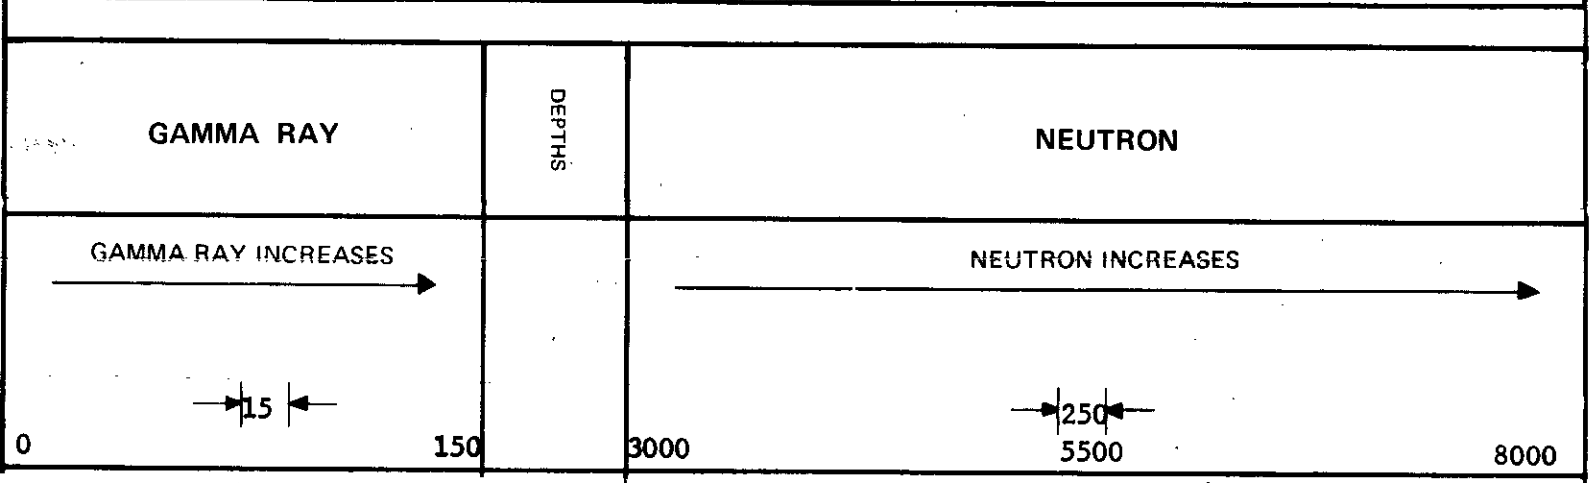 GAMMA RAY
DEPTHS
NEUTRON
GAMMA RAY INCREASES
NEUTRON INCREASES
15
250
0
150
3000
5500
8000